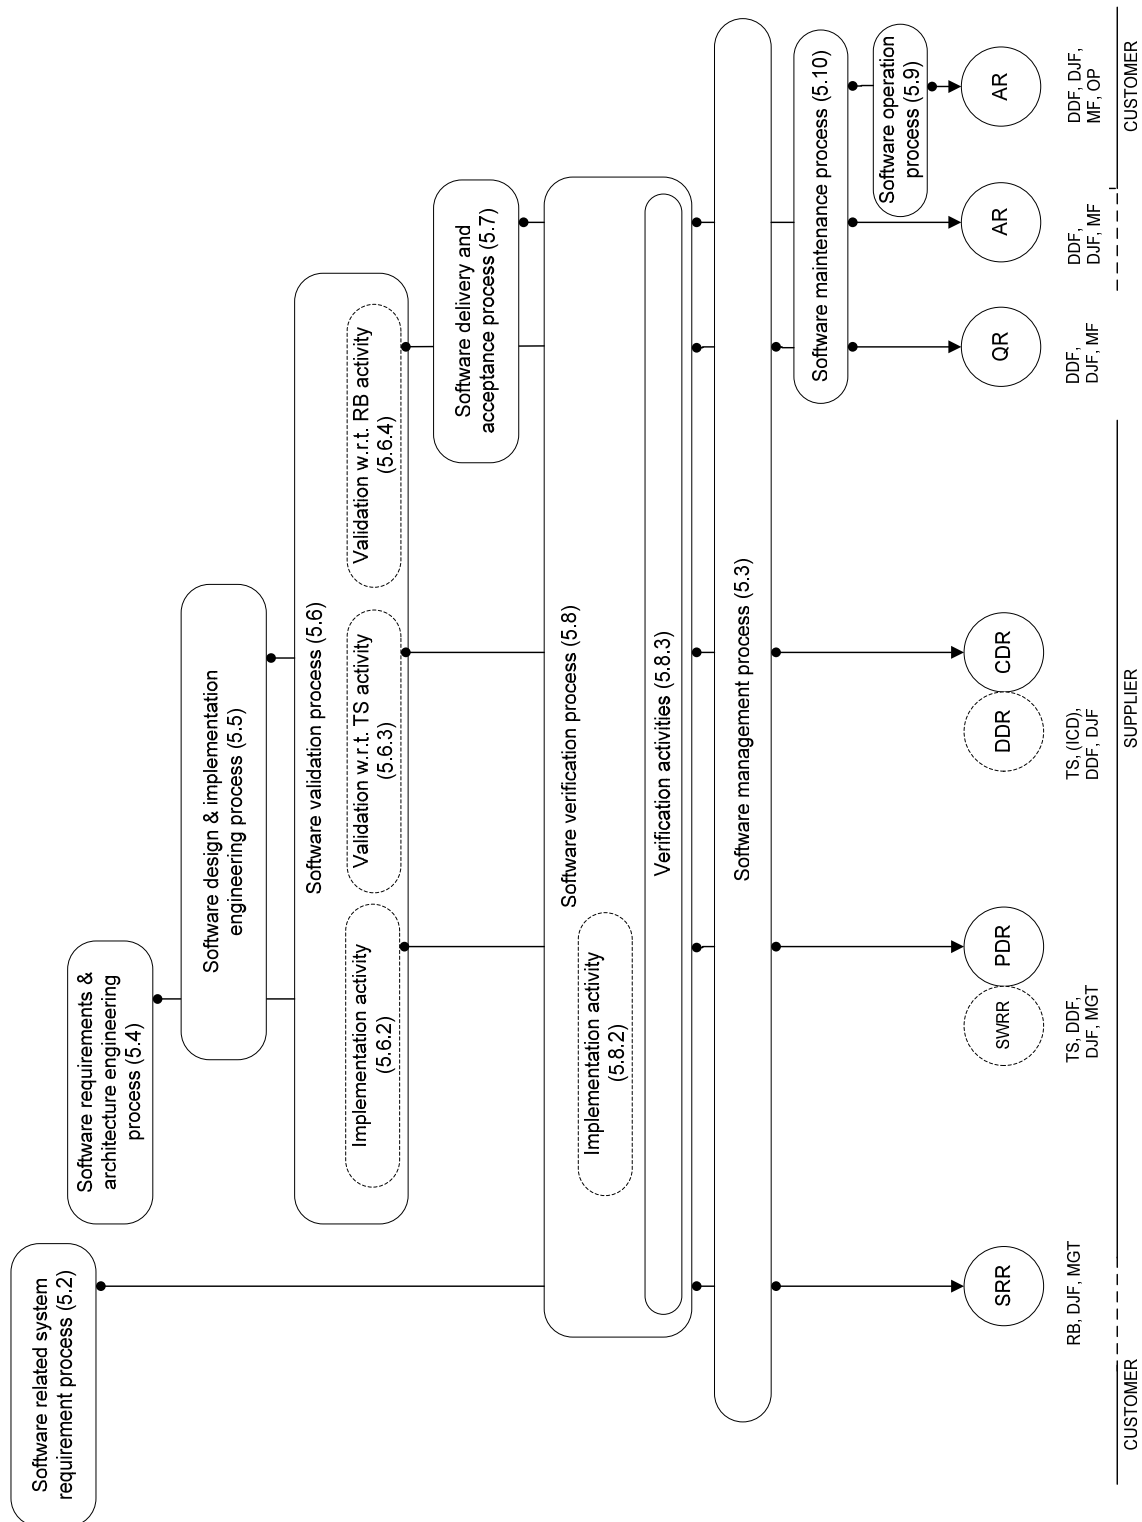 Software related system
requirement process (5.2)
Software requirements &
architecture engineering
process (5.4)
Software design & implementation
engineering process (5.5)
Software validation process (5.6)
Implementation activity
(5.6.2)
Validation w.r.t. TS activity
(5.6.3)
Validation w.r.t. RB activity
(5.6.4)
Software delivery and
acceptance process (5.7)
Software verification process (5.8)
Implementation activity
(5.8.2)
Verification activities (5.8.3)
Software management process (5.3)
Software maintenance process (5.10)
Software operation
process (5.9)
SRR
SWRR
PDR
DDR
CDR
QR
AR
AR
RB, DJF, MGT
TS, DDF,
DJF, MGT
TS, (ICD),
DDF, DJF
DDF,
DJF, MF
DDF,
DJF, MF
DDF, DJF,
MF, OP
CUSTOMER
SUPPLIER
CUSTOMER